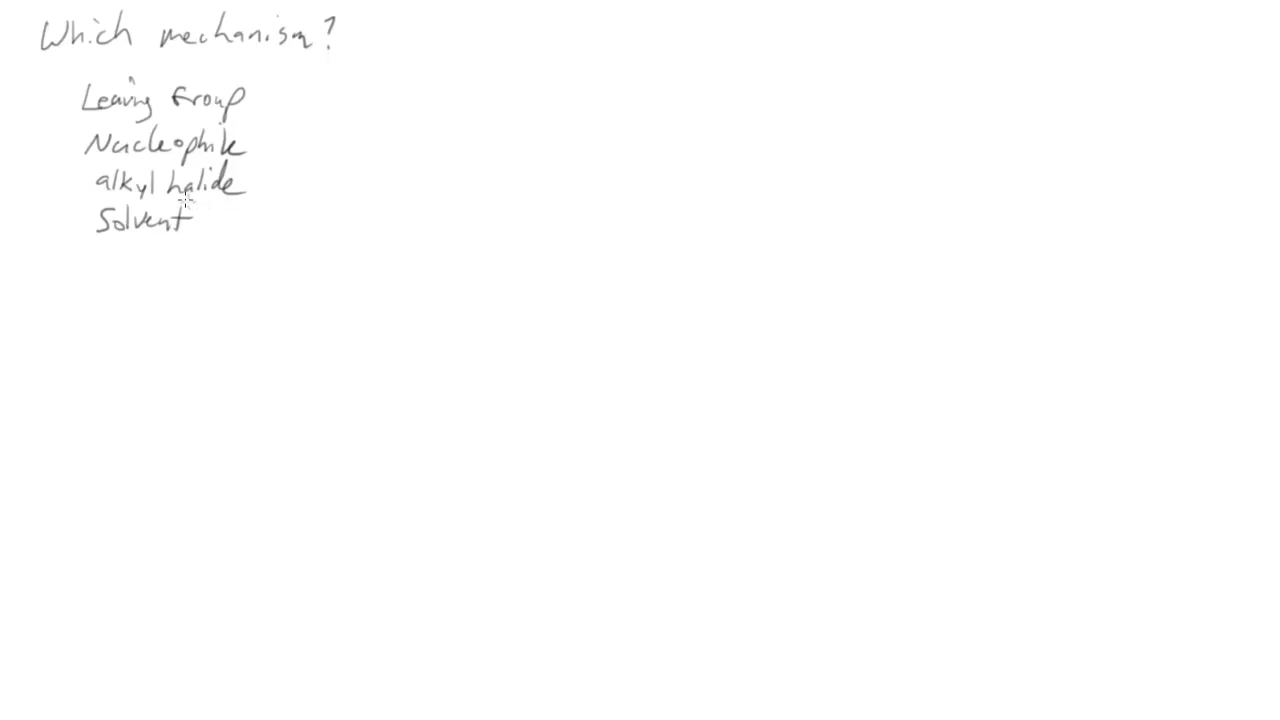 Which mechanism?
Leaving Group
Nucleophile
alkyl halide
Solvent